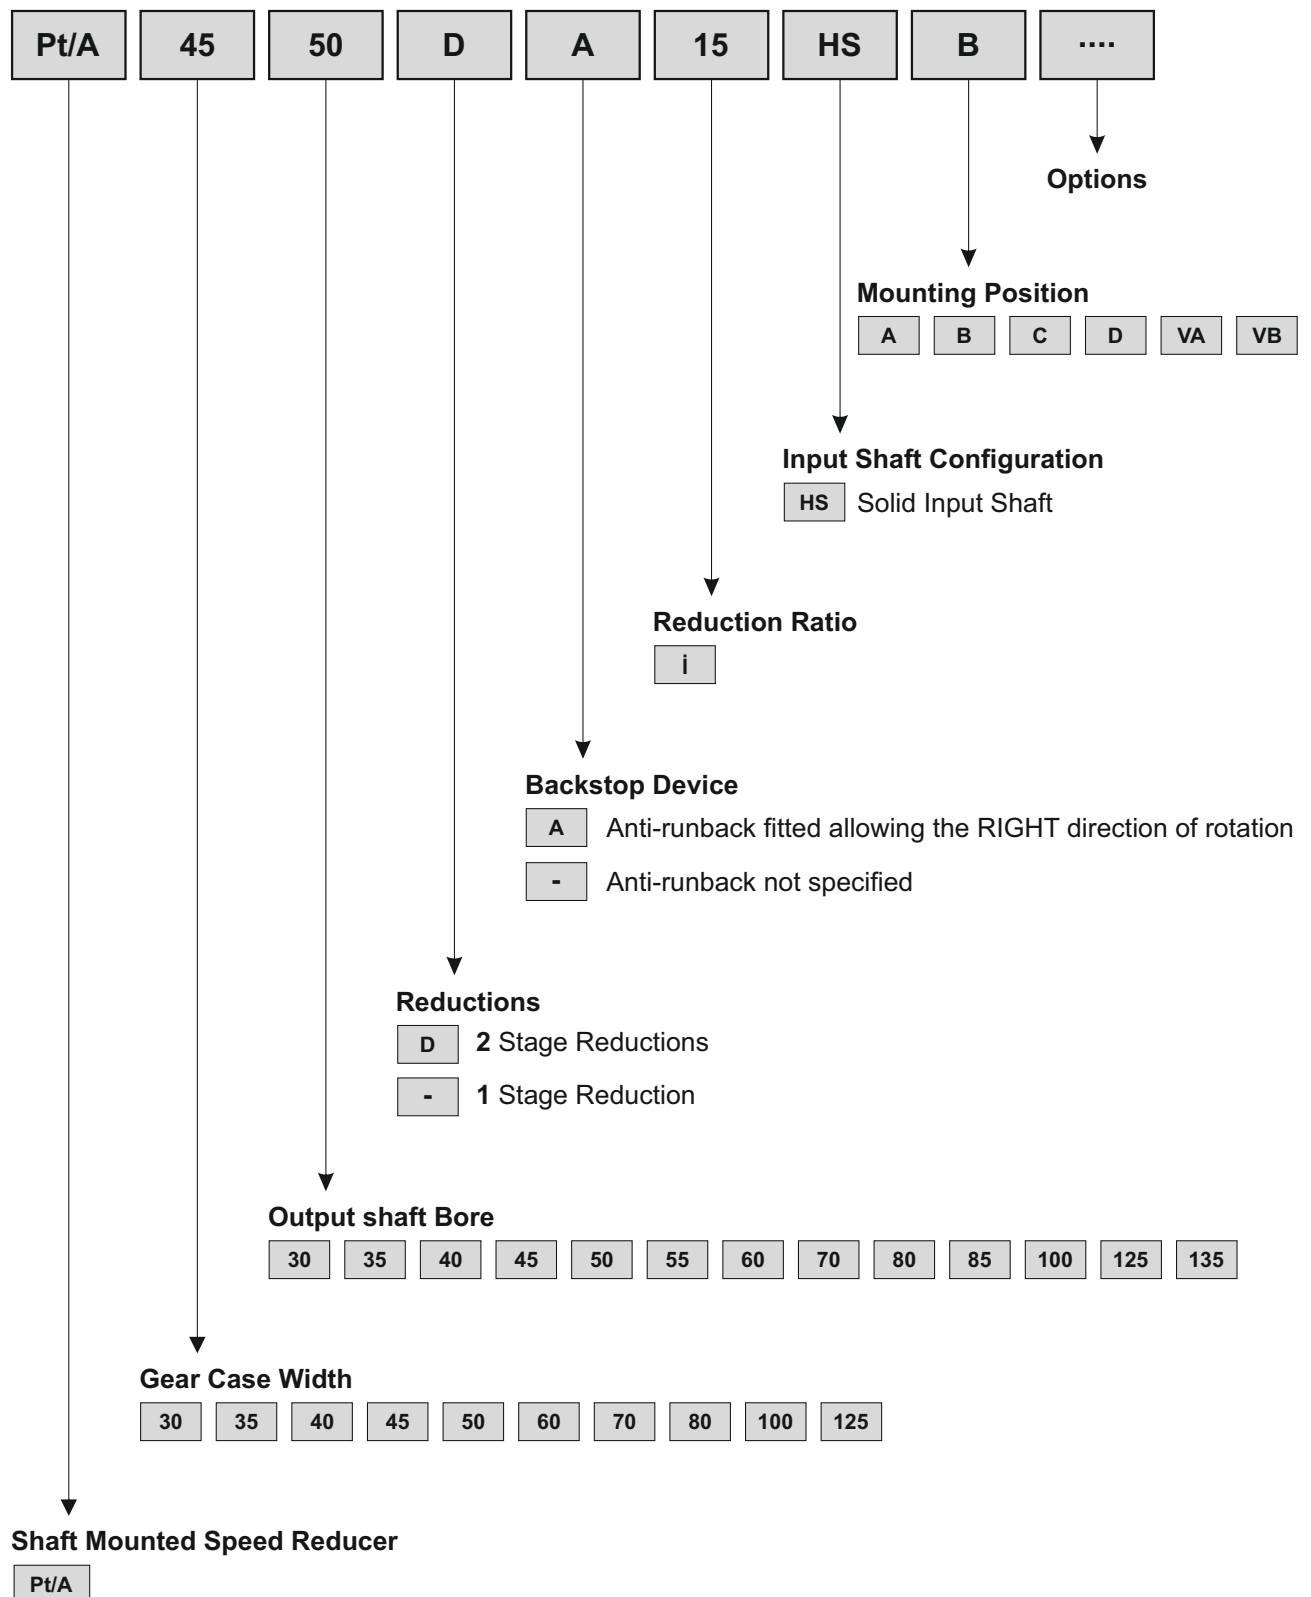 Pt/A 45 50 D A 15 HS B ....
Options
Mounting Position
A B C D VA VB
Input Shaft Configuration
HS Solid Input Shaft
Reduction Ratio
i
Backstop Device
A Anti-runback fitted allowing the RIGHT direction of rotation
- Anti-runback not specified
Reductions
D 2 Stage Reductions
- 1 Stage Reduction
Output shaft Bore
30 35 40 45 50 55 60 70 80 85 100 125 135
Gear Case Width
30 35 40 45 50 60 70 80 100 125
Shaft Mounted Speed Reducer
Pt/A